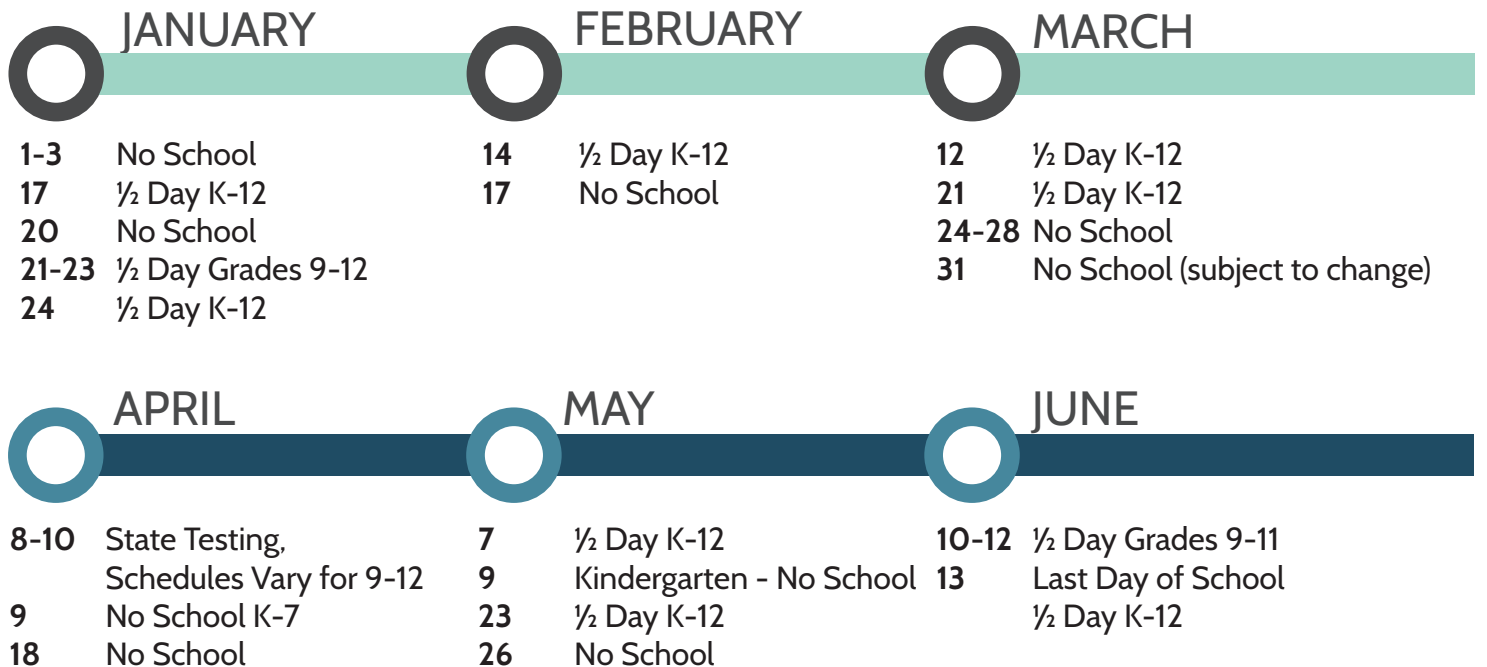 JANUARY
1-3 No School
17 ½ Day K-12
20 No School
21-23 ½ Day Grades 9-12
24 ½ Day K-12
FEBRUARY
14 ½ Day K-12
17 No School
MARCH
12 ½ Day K-12
21 ½ Day K-12
24-28 No School
31 No School (subject to change)
APRIL
8-10 State Testing,
Schedules Vary for 9-12
9 No School K-7
18 No School
MAY
7 ½ Day K-12
9 Kindergarten - No School
23 ½ Day K-12
26 No School
JUNE
10-12 ½ Day Grades 9-11
13 Last Day of School
½ Day K-12